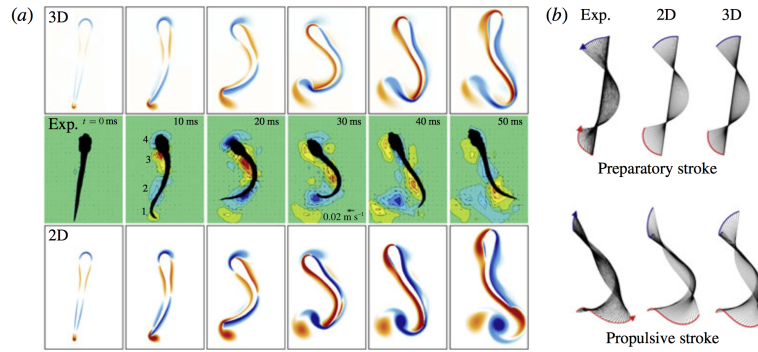 (a)
3D
Exp.
t = 0 ms
10 ms
20 ms
30 ms
40 ms
50 ms
4
3
2
1
0.02 m s⁻¹
2D
(b)
Exp.
2D
3D
Preparatory stroke
Propulsive stroke